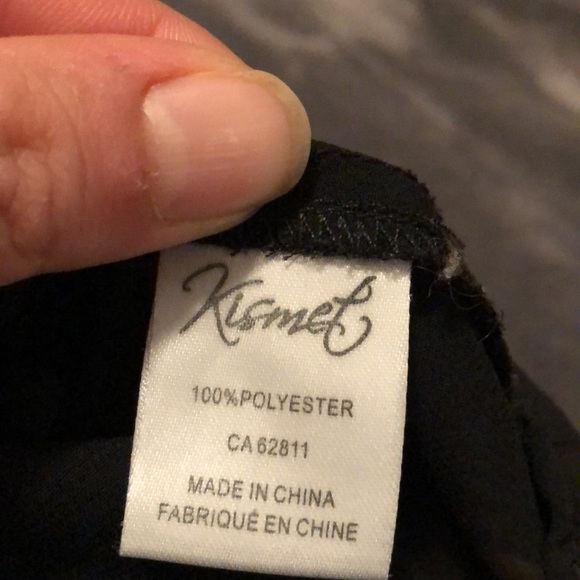 Kismet
100%POLYESTER
CA 62811
MADE IN CHINA
FABRIQUÉ EN CHINE